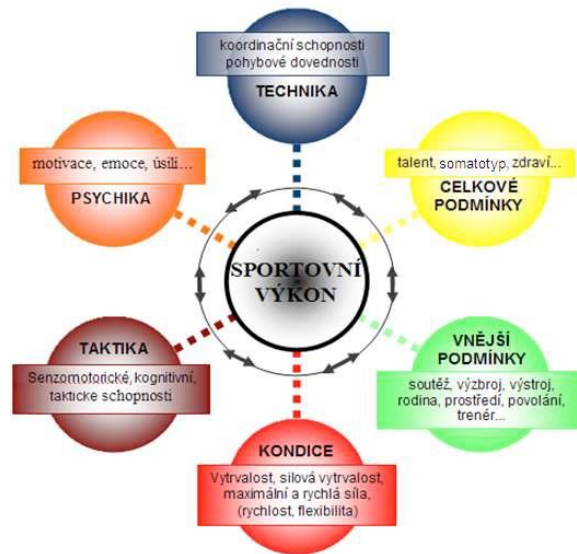 koordinační schopnosti
pohybové dovednosti
TECHNIKA
motivace, emoce, úsilí...
PSYCHIKA
talent, somatotyp, zdraví...
CELKOVÉ
PODMÍNKY
SPORTOVNÍ
VÝKON
TAKTIKA
Senzomotorické, kognitivní,
takticke schopnosti
VNĚJŠÍ
PODMÍNKY
soutěž, výzbroj, výstroj,
rodina, prostředí, povolání,
trenér...
KONDICE
Vytrvalost, silová vytrvalost,
maximální a rychlá síla,
(rychlost, flexibilita)